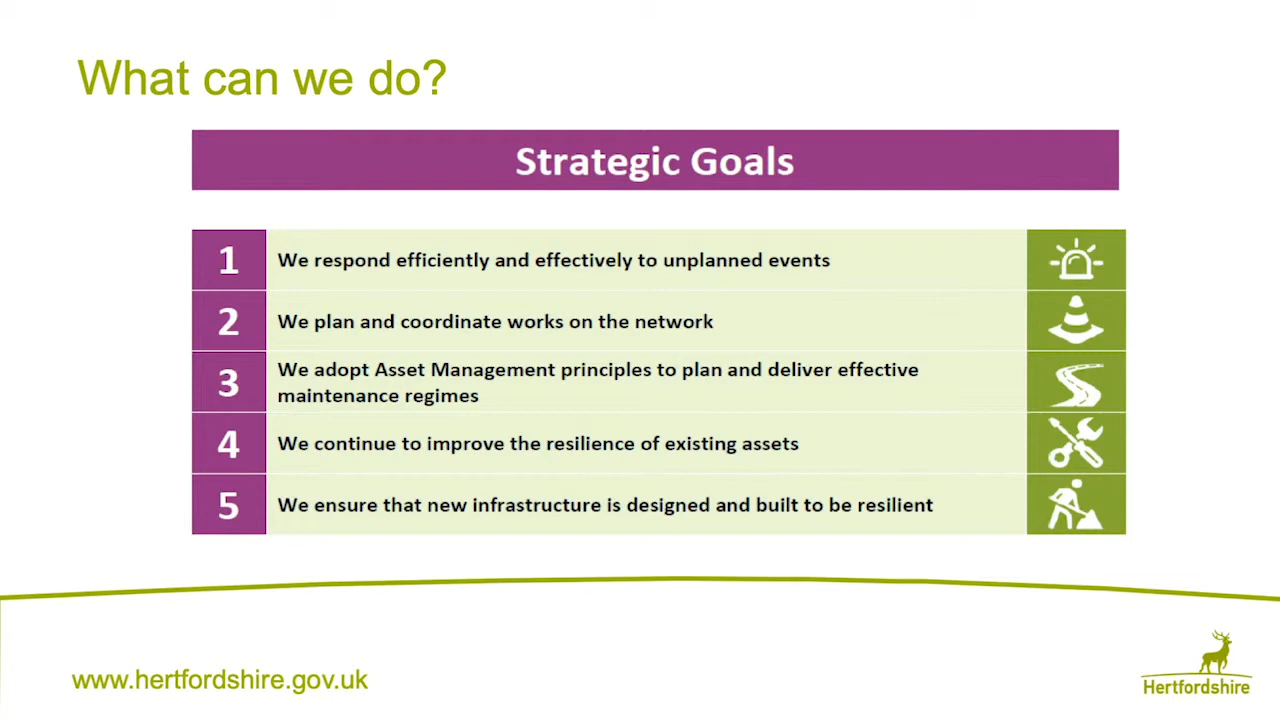 What can we do?
Strategic Goals
1
We respond efficiently and effectively to unplanned events
2
We plan and coordinate works on the network
3
We adopt Asset Management principles to plan and deliver effective
maintenance regimes
4
We continue to improve the resilience of existing assets
5
We ensure that new infrastructure is designed and built to be resilient
www.hertfordshire.gov.uk
Hertfordshire